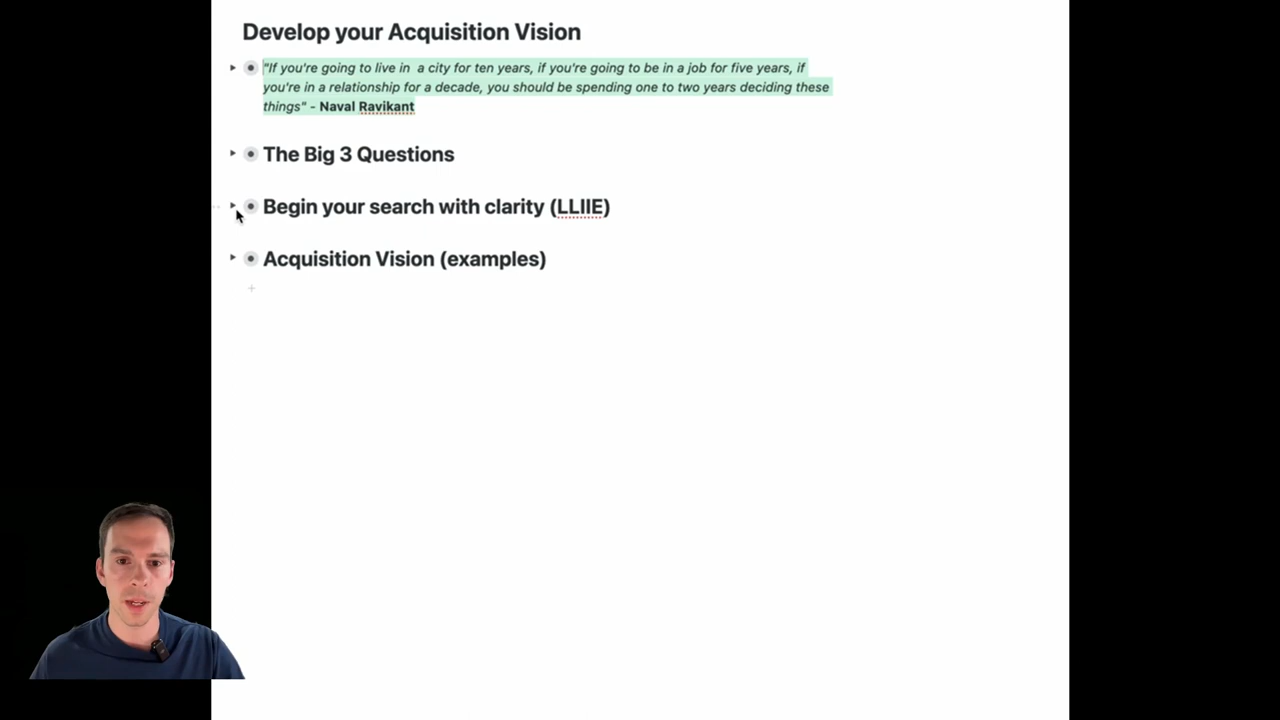 Develop your Acquisition Vision
"If you're going to live in  a city for ten years, if you're going to be in a job for five years, if
you're in a relationship for a decade, you should be spending one to two years deciding these
things" - Naval Ravikant
The Big 3 Questions
Begin your search with clarity (LLIIE)
Acquisition Vision (examples)